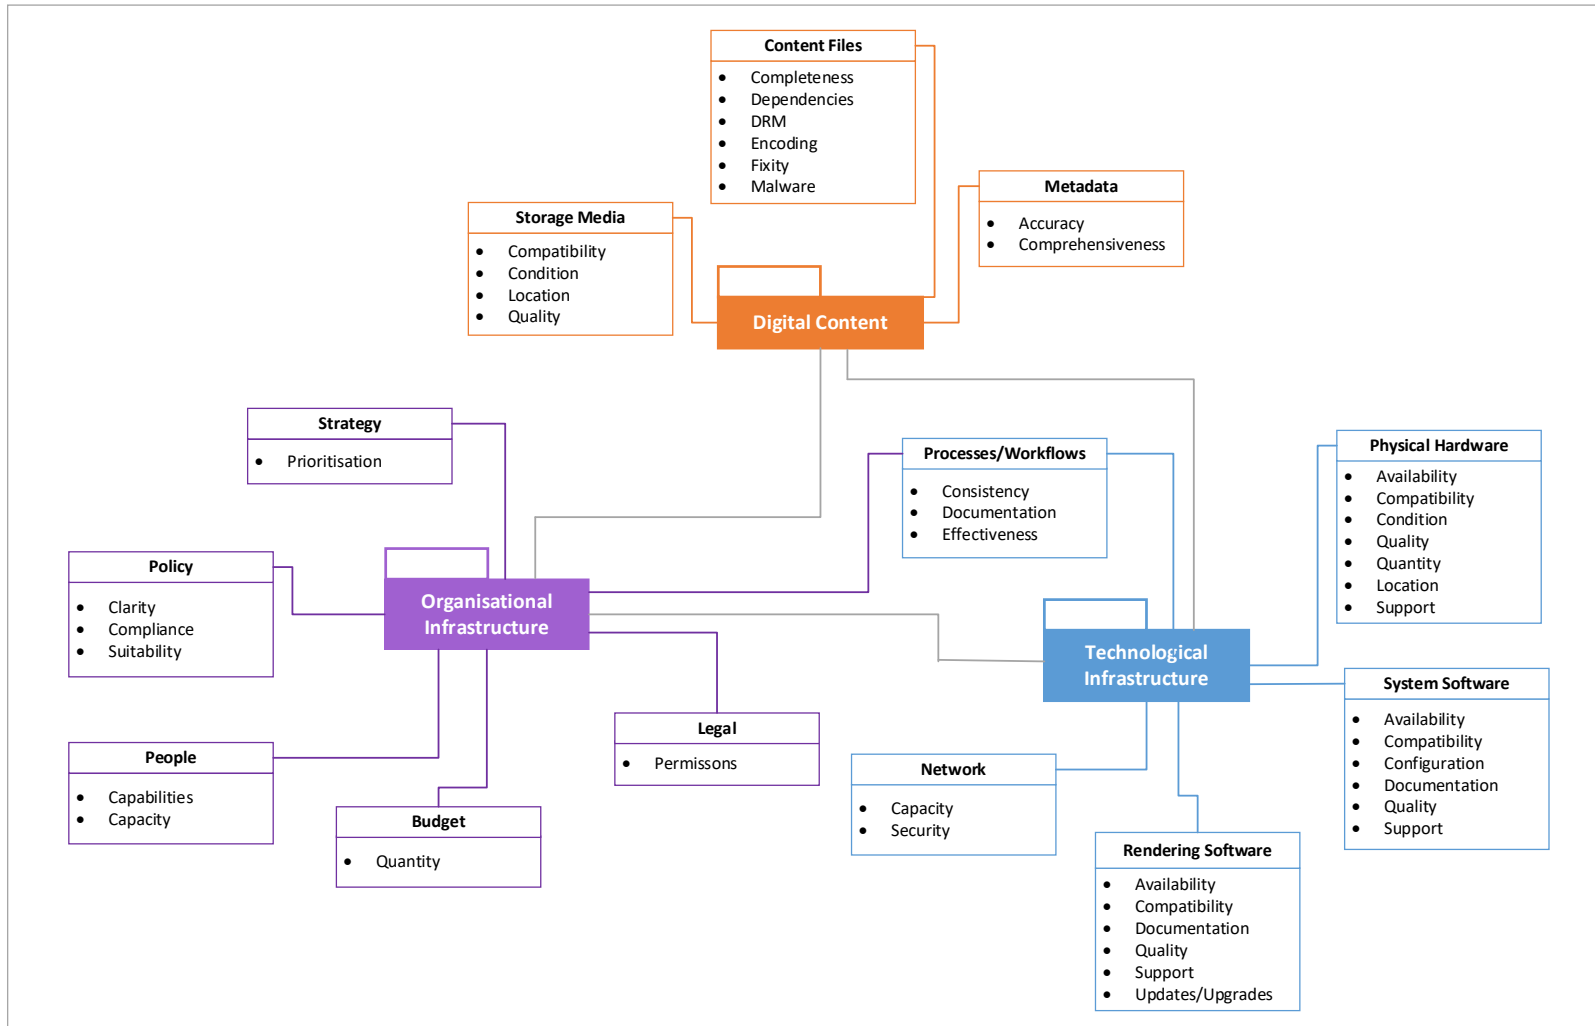 Content Files
• Completeness
• Dependencies
• DRM
• Encoding
• Fixity
• Malware
Metadata
• Accuracy
• Comprehensiveness
Storage Media
• Compatibility
• Condition
• Location
• Quality
Digital Content
Strategy
• Prioritisation
Processes/Workflows
• Consistency
• Documentation
• Effectiveness
Physical Hardware
• Availability
• Compatibility
• Condition
• Quality
• Quantity
• Location
• Support
Policy
• Clarity
• Compliance
• Suitability
Organisational
Infrastructure
Technological
Infrastructure
System Software
• Availability
• Compatibility
• Configuration
• Documentation
• Quality
• Support
People
• Capabilities
• Capacity
Legal
• Permissons
Budget
• Quantity
Network
• Capacity
• Security
Rendering Software
• Availability
• Compatibility
• Documentation
• Quality
• Support
• Updates/Upgrades